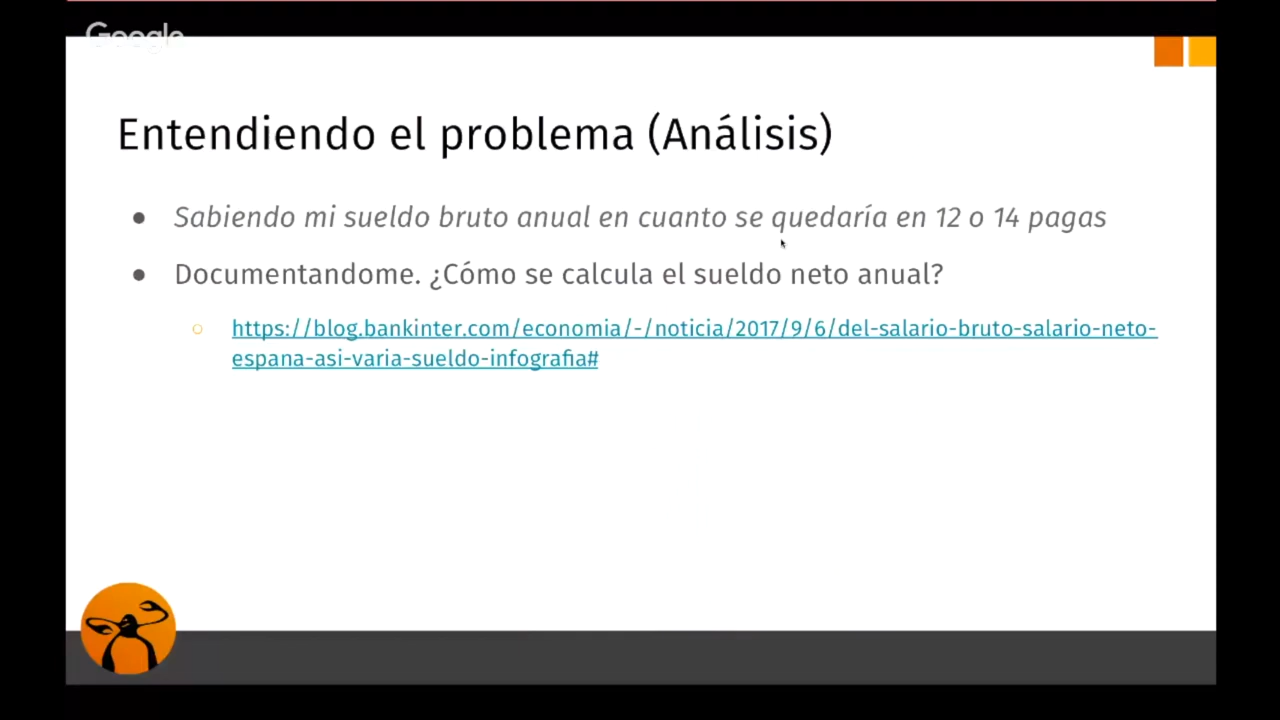 Google
Entendiendo el problema (Análisis)
● Sabiendo mi sueldo bruto anual en cuanto se quedaría en 12 o 14 pagas
● Documentandome. ¿Cómo se calcula el sueldo neto anual?
○ https://blog.bankinter.com/economia/-/noticia/2017/9/6/del-salario-bruto-salario-neto-
espana-asi-varia-sueldo-infografia#